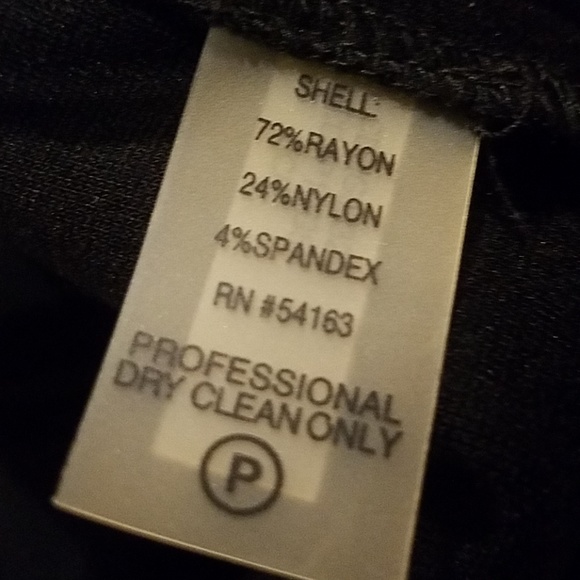 SHELL:
72%RAYON
24%NYLON
4%SPANDEX
RN #54163
PROFESSIONAL
DRY CLEAN ONLY
P